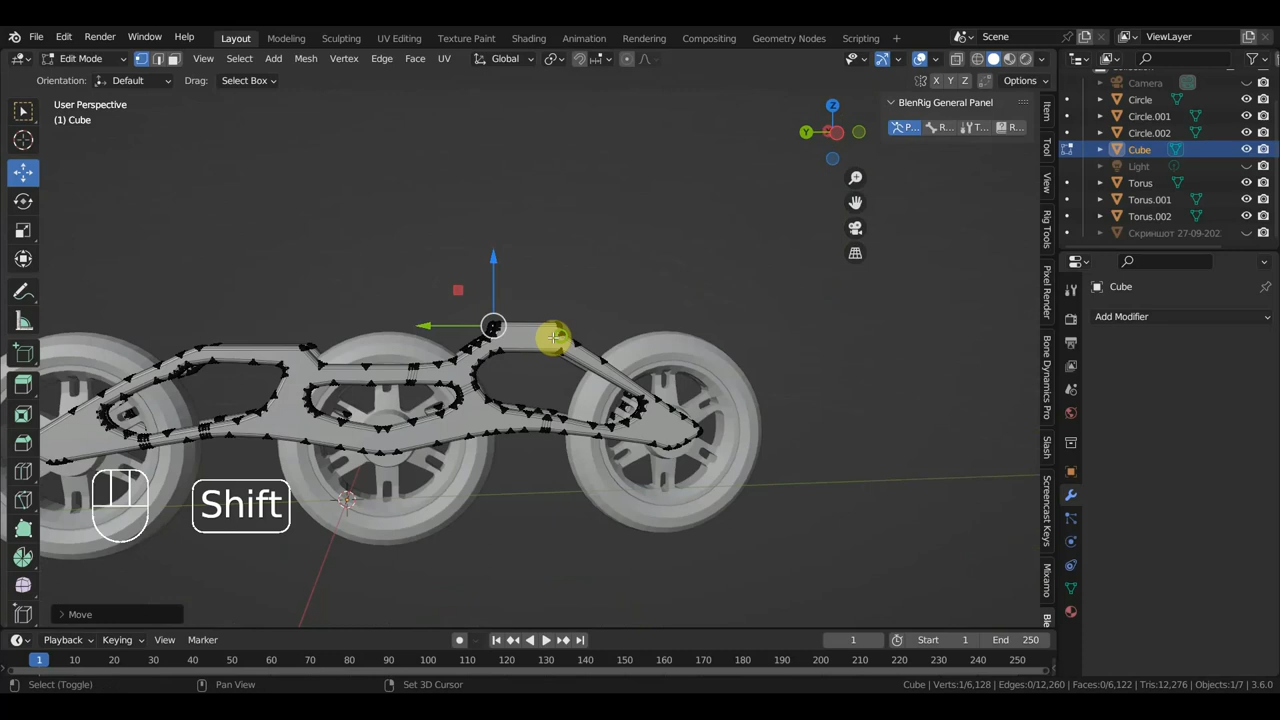 File Edit Render Window Help Layout Modeling Sculpting UV Editing Texture Paint Shading Animation Rendering Compositing Geometry Nodes Scripting Scene ViewLayer
Edit Mode View Select Add Mesh Vertex Edge Face UV Global
Orientation: Default Drag: Select Box X Y Z Options
User Perspective
(1) Cube
BlenRig General Panel
P... R... T... R...
Z
Y
Item
Tool
View
Rig Tools
Pixel Render
Bone Dynamics Pro
Slash
Screencast Keys
Mixamo
Camera
Circle
Circle.001
Circle.002
Cube
Light
Torus
Torus.001
Torus.002
Скриншот 27-09-202...
Cube
Add Modifier
Shift
Move
Playback Keying View Marker 1 Start 1 End 250
1 10 20 30 40 50 60 70 80 90 100 110 120 130 140 150 160 170 180 190 200 210 220 230 240 250
Select (Toggle) Pan View Set 3D Cursor Cube | Verts:1/6,128 | Edges:0/12,260 | Faces:0/6,122 | Tris:12,276 | Objects:1/7 | 3.6.0